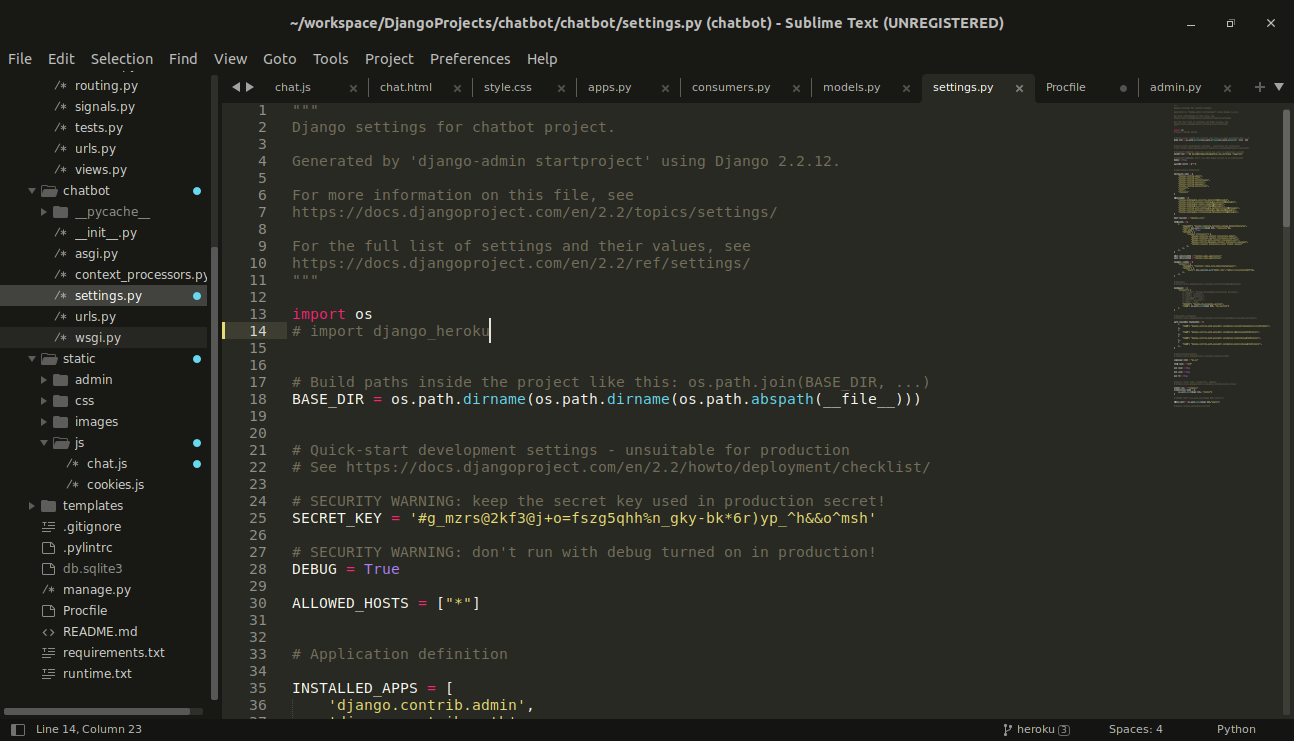 ~/workspace/DjangoProjects/chatbot/chatbot/settings.py (chatbot) - Sublime Text (UNREGISTERED)
File Edit Selection Find View Goto Tools Project Preferences Help
routing.py
signals.py
tests.py
urls.py
views.py
chatbot
__pycache__
__init__.py
asgi.py
context_processors.py
settings.py
urls.py
wsgi.py
static
admin
css
images
js
chat.js
cookies.js
templates
.gitignore
.pylintrc
db.sqlite3
manage.py
Procfile
README.md
requirements.txt
runtime.txt
chat.js chat.html style.css apps.py consumers.py models.py settings.py Procfile admin.py
1 """
2 Django settings for chatbot project.
3
4 Generated by 'django-admin startproject' using Django 2.2.12.
5
6 For more information on this file, see
7 https://docs.djangoproject.com/en/2.2/topics/settings/
8
9 For the full list of settings and their values, see
10 https://docs.djangoproject.com/en/2.2/ref/settings/
11 """
12
13 import os
14 # import django_heroku
15
16
17 # Build paths inside the project like this: os.path.join(BASE_DIR, ...)
18 BASE_DIR = os.path.dirname(os.path.dirname(os.path.abspath(__file__)))
19
20
21 # Quick-start development settings - unsuitable for production
22 # See https://docs.djangoproject.com/en/2.2/howto/deployment/checklist/
23
24 # SECURITY WARNING: keep the secret key used in production secret!
25 SECRET_KEY = '#g_mzrs@2kf3@j+o=fszg5qhh%n_gky-bk*6r)yp_^h&&o^msh'
26
27 # SECURITY WARNING: don't run with debug turned on in production!
28 DEBUG = True
29
30 ALLOWED_HOSTS = ["*"]
31
32
33 # Application definition
34
35 INSTALLED_APPS = [
36 'django.contrib.admin',
Line 14, Column 23
heroku 3
Spaces: 4
Python